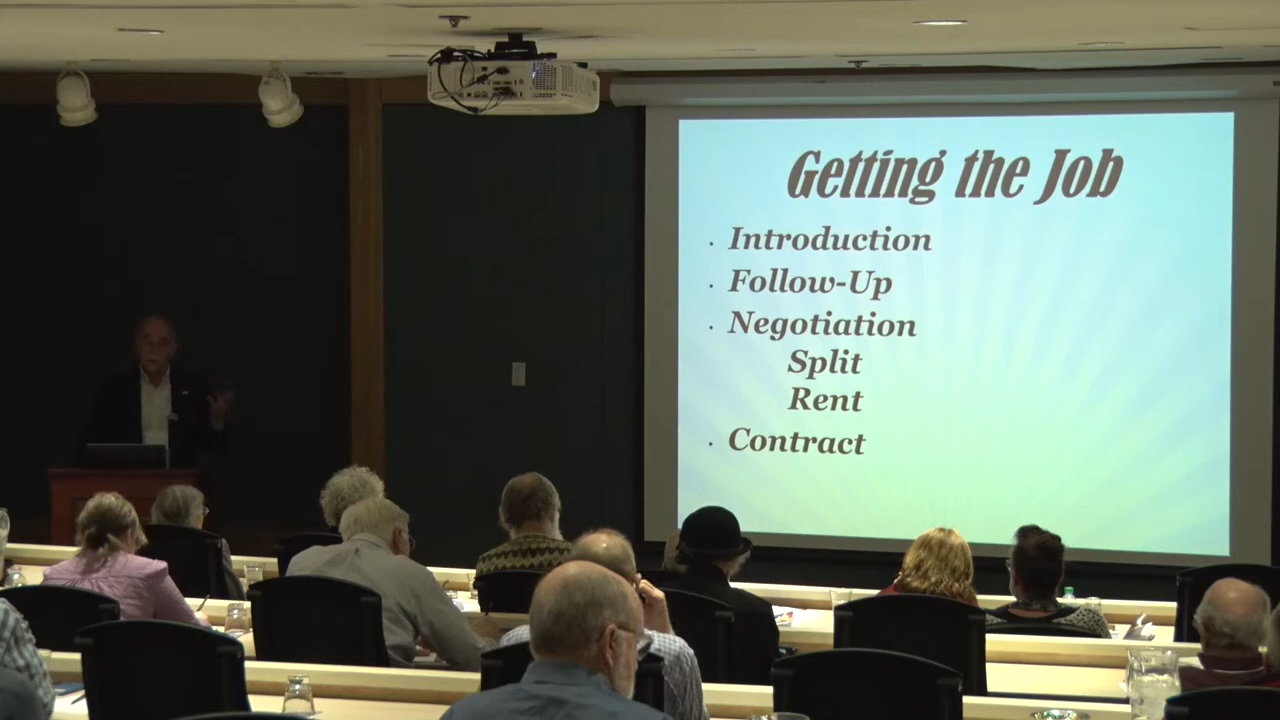 Getting the Job
· Introduction
· Follow-Up
· Negotiation
Split
Rent
· Contract